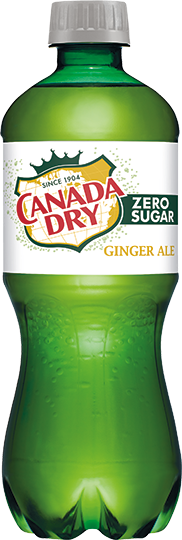 SINCE 1904
CANADA
DRY
ZERO
SUGAR
GINGER ALE